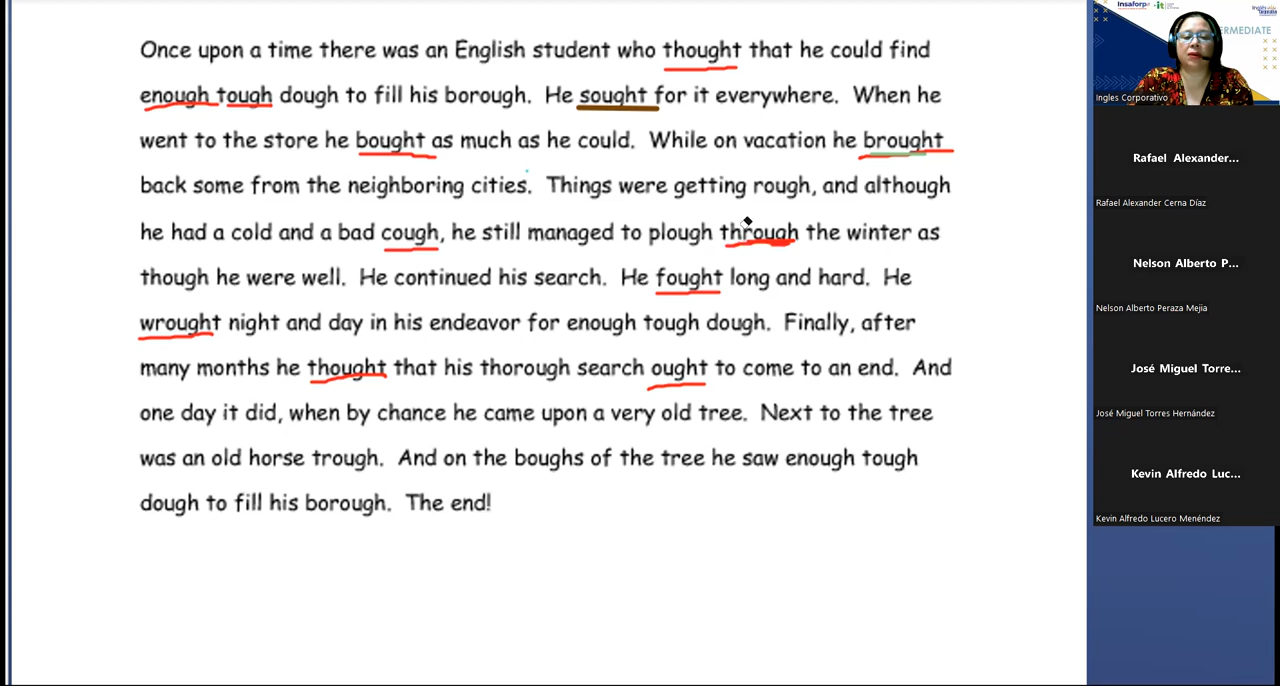 Once upon a time there was an English student who thought that he could find
enough tough dough to fill his borough. He sought for it everywhere. When he
went to the store he bought as much as he could. While on vacation he brought
back some from the neighboring cities. Things were getting rough, and although
he had a cold and a bad cough, he still managed to plough through the winter as
though he were well. He continued his search. He fought long and hard. He
wrought night and day in his endeavor for enough tough dough. Finally, after
many months he thought that his thorough search ought to come to an end. And
one day it did, when by chance he came upon a very old tree. Next to the tree
was an old horse trough. And on the boughs of the tree he saw enough tough
dough to fill his borough. The end!
Insaforp
it
ERMEDIATE
Ingles Corporativo
Rafael Alexander...
Rafael Alexander Cerna Díaz
Nelson Alberto P...
Nelson Alberto Peraza Mejia
José Miguel Torre...
José Miguel Torres Hernández
Kevin Alfredo Luc...
Kevin Alfredo Lucero Menéndez